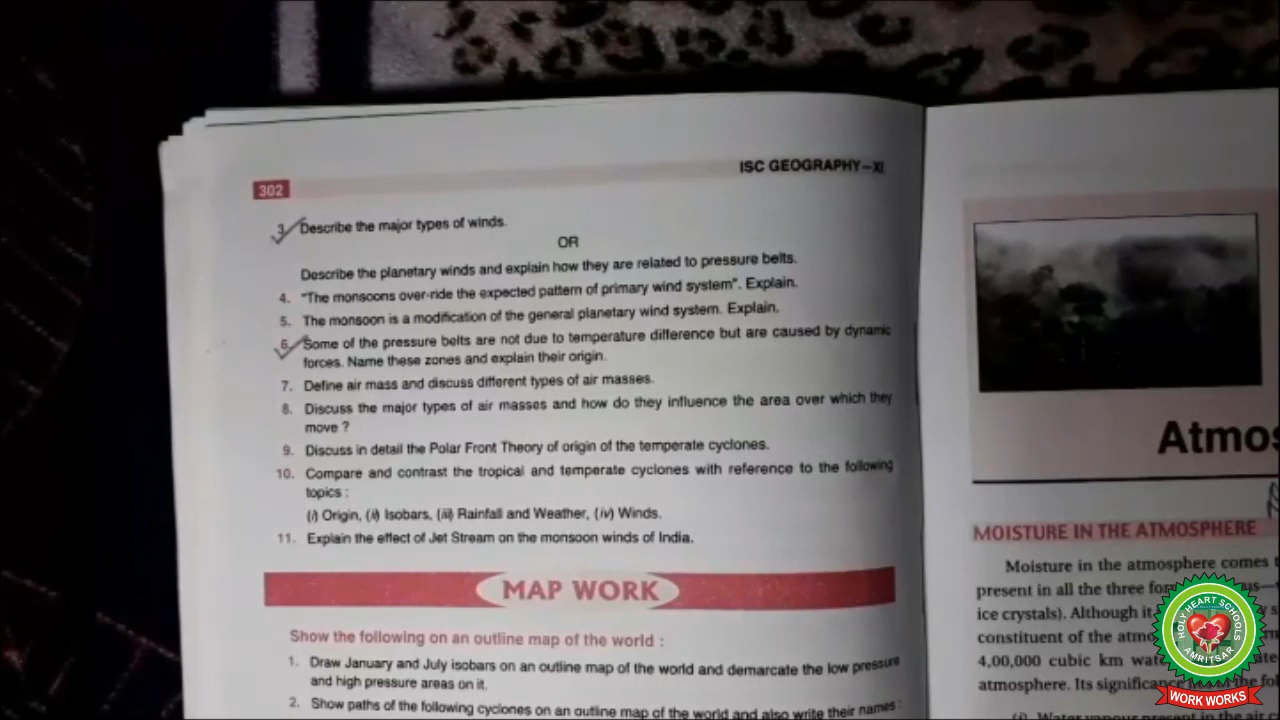 302
ISC GEOGRAPHY–XI
3. Describe the major types of winds.
OR
Describe the planetary winds and explain how they are related to pressure belts.
4. "The monsoons over-ride the expected pattern of primary wind system". Explain.
5. The monsoon is a modification of the general planetary wind system. Explain.
6. Some of the pressure belts are not due to temperature difference but are caused by dynamic
forces. Name these zones and explain their origin.
7. Define air mass and discuss different types of air masses.
8. Discuss the major types of air masses and how do they influence the area over which they
move ?
9. Discuss in detail the Polar Front Theory of origin of the temperate cyclones.
10. Compare and contrast the tropical and temperate cyclones with reference to the following
topics :
(i) Origin, (ii) Isobars, (iii) Rainfall and Weather, (iv) Winds.
11. Explain the effect of Jet Stream on the monsoon winds of India.
MAP WORK
Show the following on an outline map of the world :
1. Draw January and July isobars on an outline map of the world and demarcate the low pressure
and high pressure areas on it.
2. Show paths of the following cyclones on an outline map of the world and also write their names :
Atmos
MOISTURE IN THE ATMOSPHERE
Moisture in the atmosphere comes
present in all the three for
ice crystals). Although it
constituent of the atmo
4,00,000 cubic km wat
atmosphere. Its significan
(i) Water vapour present in the air
HOLY HEART SCHOOLS
AMRITSAR
WORK WORKS